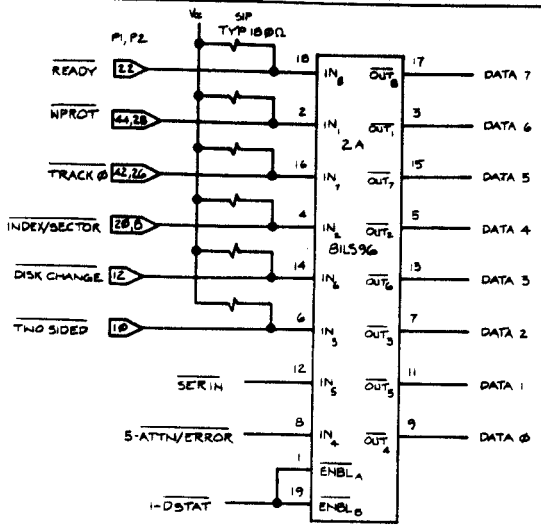 Vcc SIP
TYP 180Ω
P1, P2
READY 22 18 IN8 OUT8 17 DATA 7
WPROT 44,28 2 IN1 OUT1 3 DATA 6
2A
TRACK Ø 42,26 16 IN7 OUT7 15 DATA 5
INDEX/SECTOR 20,8 4 IN2 OUT2 5 DATA 4
81LS96
DISK CHANGE 12 14 IN6 OUT6 13 DATA 3
TWO SIDED 10 6 IN3 OUT3 7 DATA 2
SERIN 12 IN5 OUT5 11 DATA 1
5-ATTN/ERROR 8 IN4 OUT4 9 DATA Ø
1 ENBLA
1-DSTAT 19 ENBLB